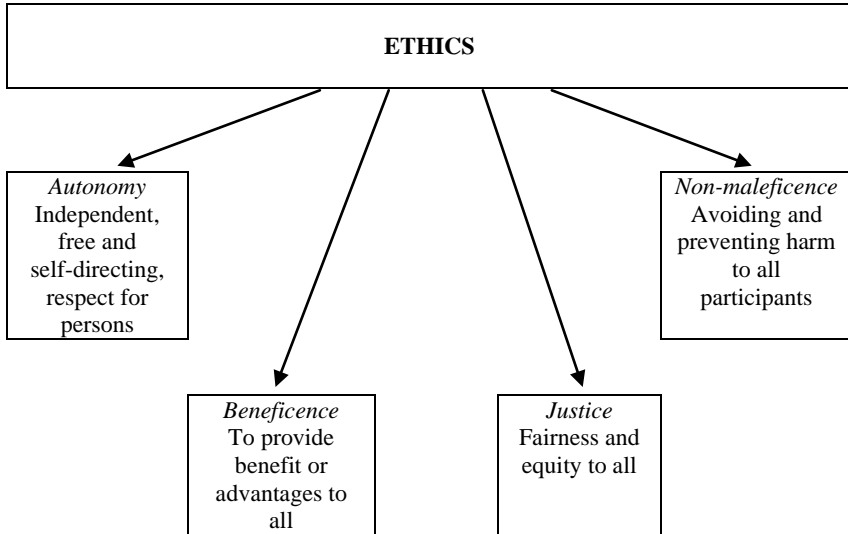 ETHICS
Autonomy
Independent,
free and
self-directing,
respect for
persons
Non-maleficence
Avoiding and
preventing harm
to all
participants
Beneficence
To provide
benefit or
advantages to
all
Justice
Fairness and
equity to all